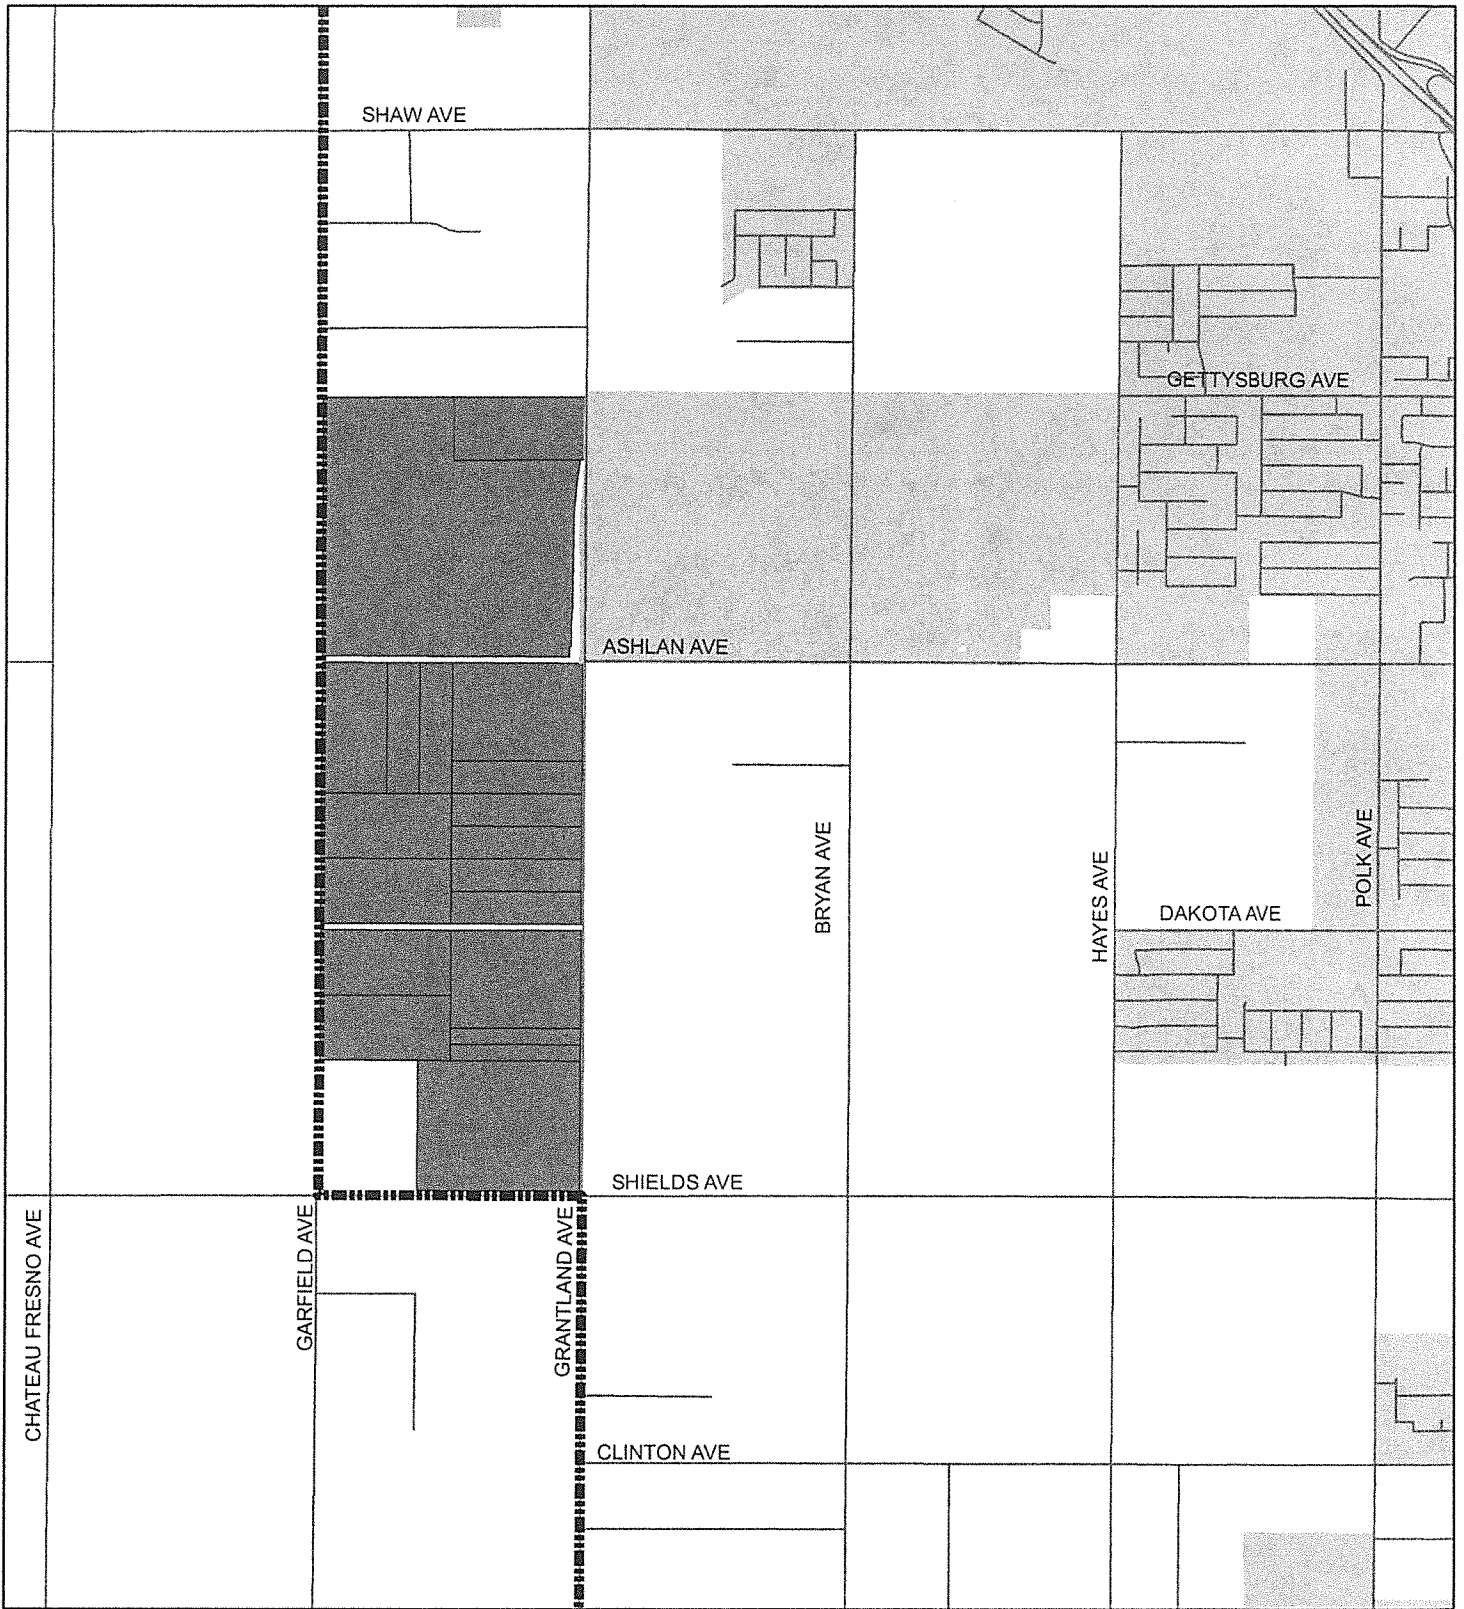 SHAW AVE
GETTYSBURG AVE
ASHLAN AVE
BRYAN AVE
HAYES AVE
POLK AVE
DAKOTA AVE
SHIELDS AVE
CHATEAU FRESNO AVE
GARFIELD AVE
GRANTLAND AVE
CLINTON AVE